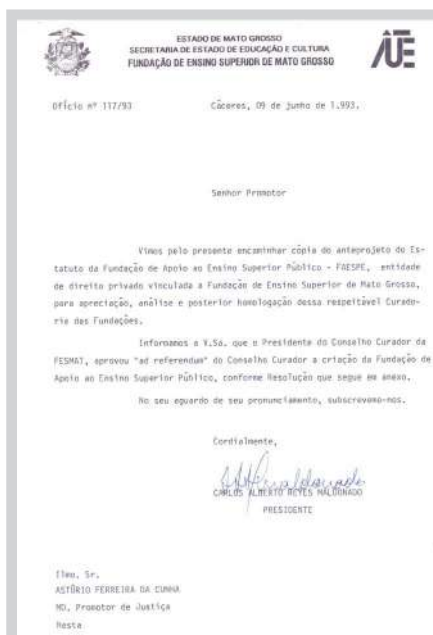 ESTADO DE MATO GROSSO
SECRETARIA DE ESTADO DE EDUCAÇÃO E CULTURA
FUNDAÇÃO DE ENSINO SUPERIOR DE MATO GROSSO
Ofício nº 117/93 Cáceres, 09 de junho de 1.993.
Senhor Promotor
Vimos pelo presente encaminhar cópia do anteprojeto do Es-
tatuto da Fundação de Apoio ao Ensino Superior Público - FAESPE, entidade
de direito privado vinculada a Fundação de Ensino Superior de Mato Grosso,
para apreciação, análise e posterior homologação dessa respeitável Curado-
ria das Fundações.
Informamos a V.Sa. que o Presidente do Conselho Curador da
FESMAT, aprovou "ad referendum" do Conselho Curador a criação da Fundação de
Apoio ao Ensino Superior Público, conforme Resolução que segue em anexo.
No seu aguardo de seu pronunciamento, subscrevemo-nos.
Cordialmente,
CARLOS ALBERTO REYES MALDONADO
PRESIDENTE
Ilmo. Sr.
ASTÚRIO FERREIRA DA CUNHA
MD. Promotor de Justiça
Nesta